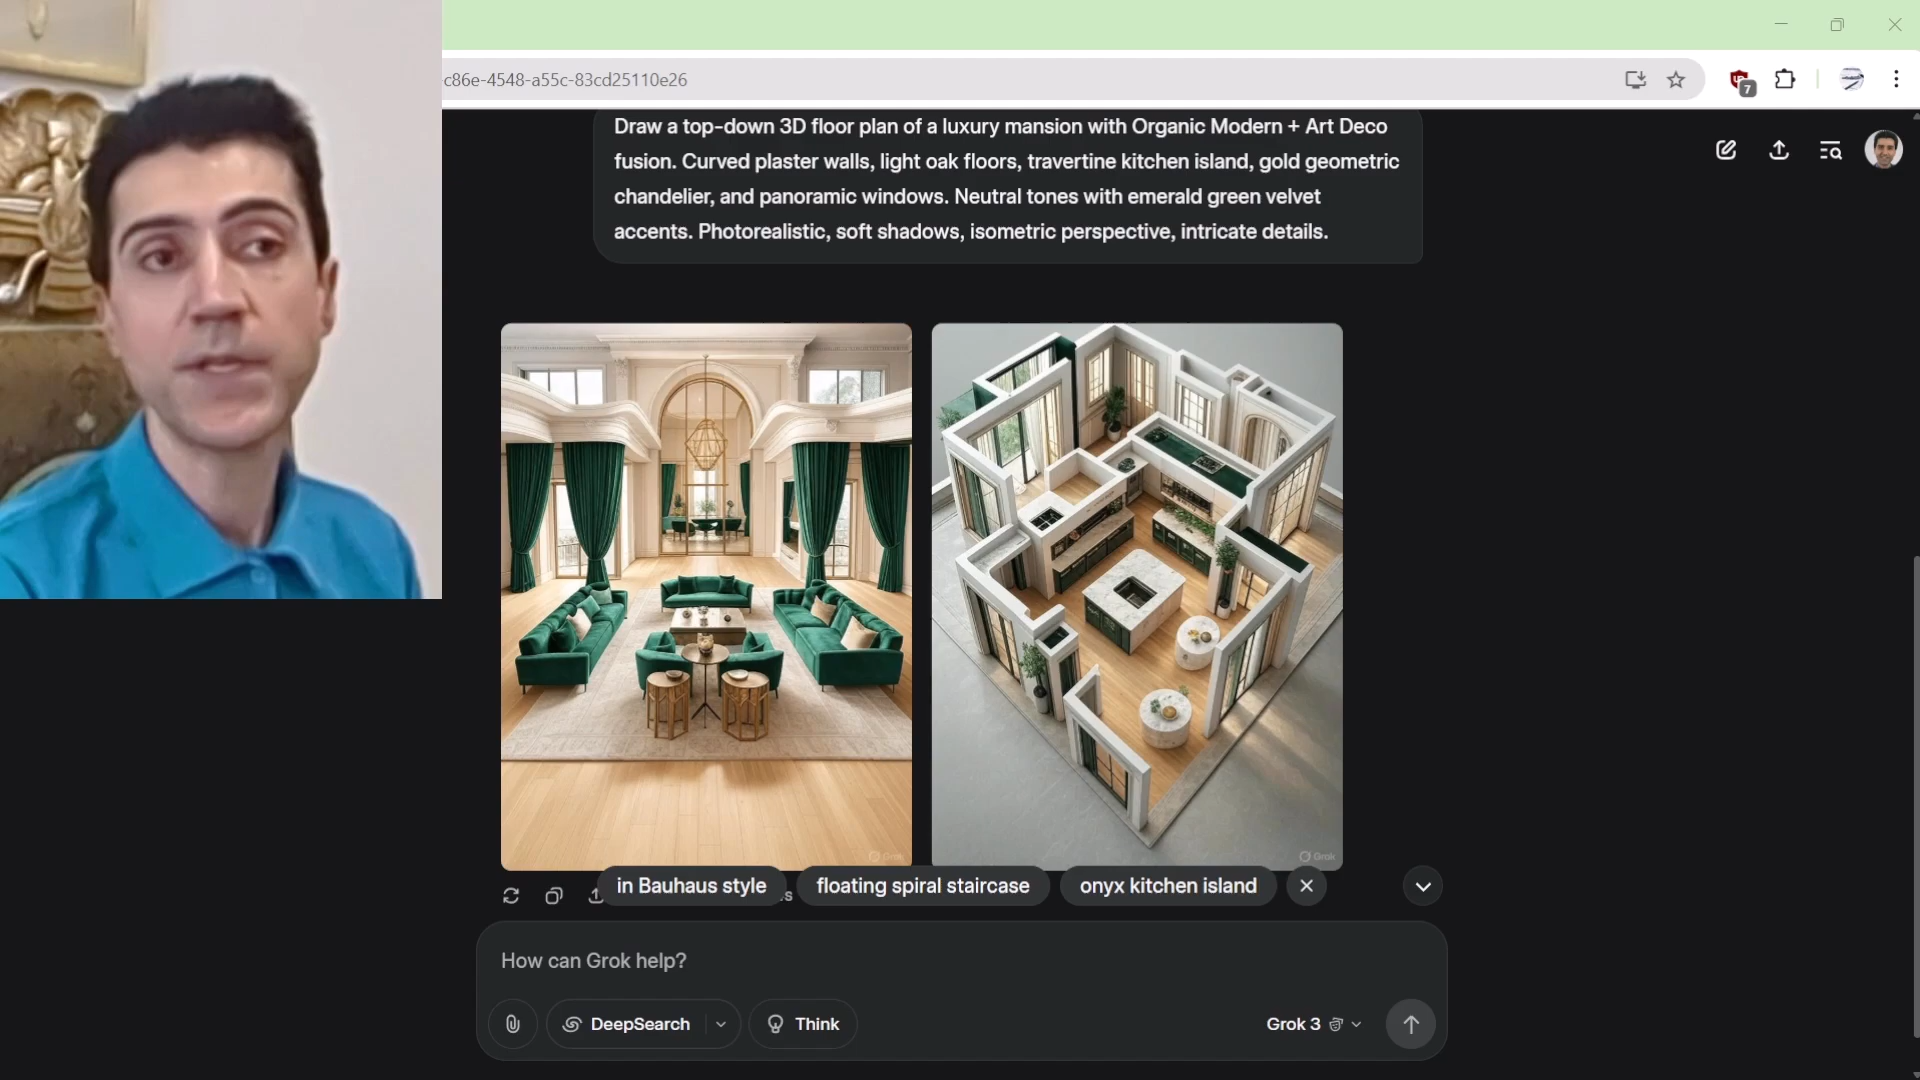 c86e-4548-a55c-83cd25110e26
7
Draw a top-down 3D floor plan of a luxury mansion with Organic Modern + Art Deco
fusion. Curved plaster walls, light oak floors, travertine kitchen island, gold geometric
chandelier, and panoramic windows. Neutral tones with emerald green velvet
accents. Photorealistic, soft shadows, isometric perspective, intricate details.
Grok
Grok
in Bauhaus style
floating spiral staircase
onyx kitchen island
How can Grok help?
DeepSearch
Think
Grok 3